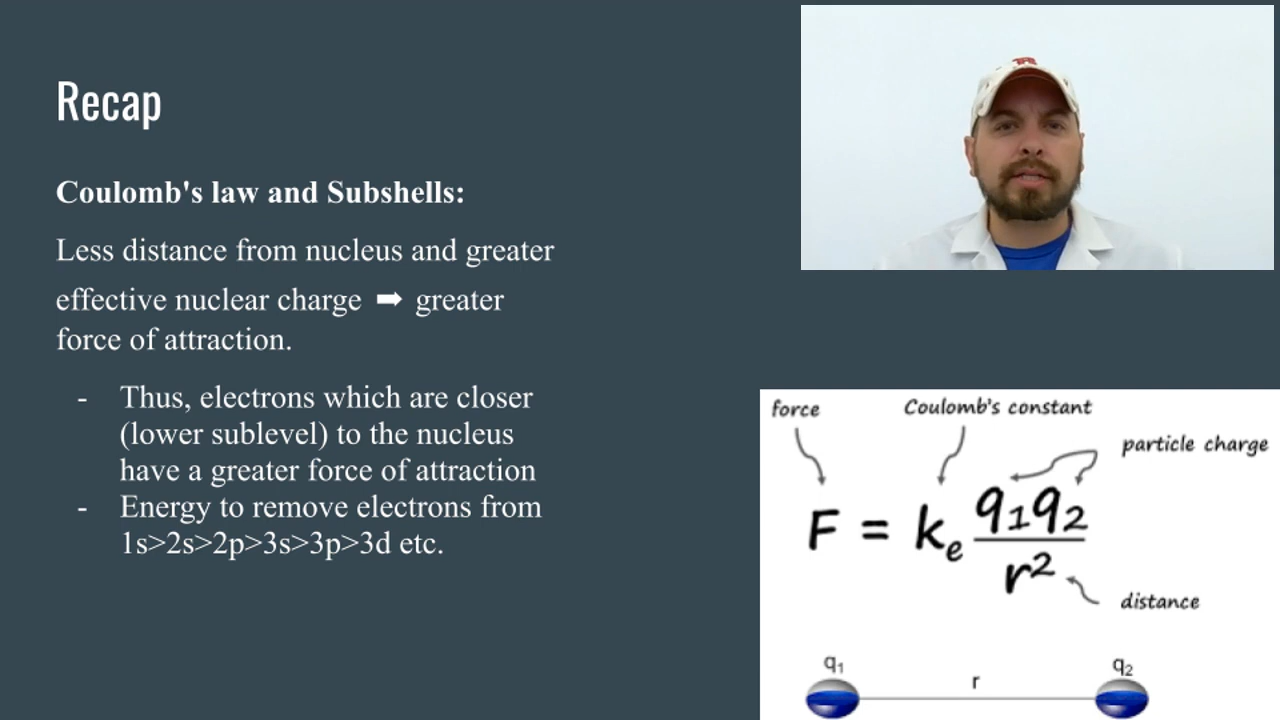 Recap
Coulomb's law and Subshells:
Less distance from nucleus and greater
effective nuclear charge ➡ greater
force of attraction.
- Thus, electrons which are closer
(lower sublevel) to the nucleus
have a greater force of attraction
- Energy to remove electrons from
1s>2s>2p>3s>3p>3d etc.
force
Coulomb's constant
particle charge
F = kₑ q₁q₂
r²
distance
q₁
r
q₂